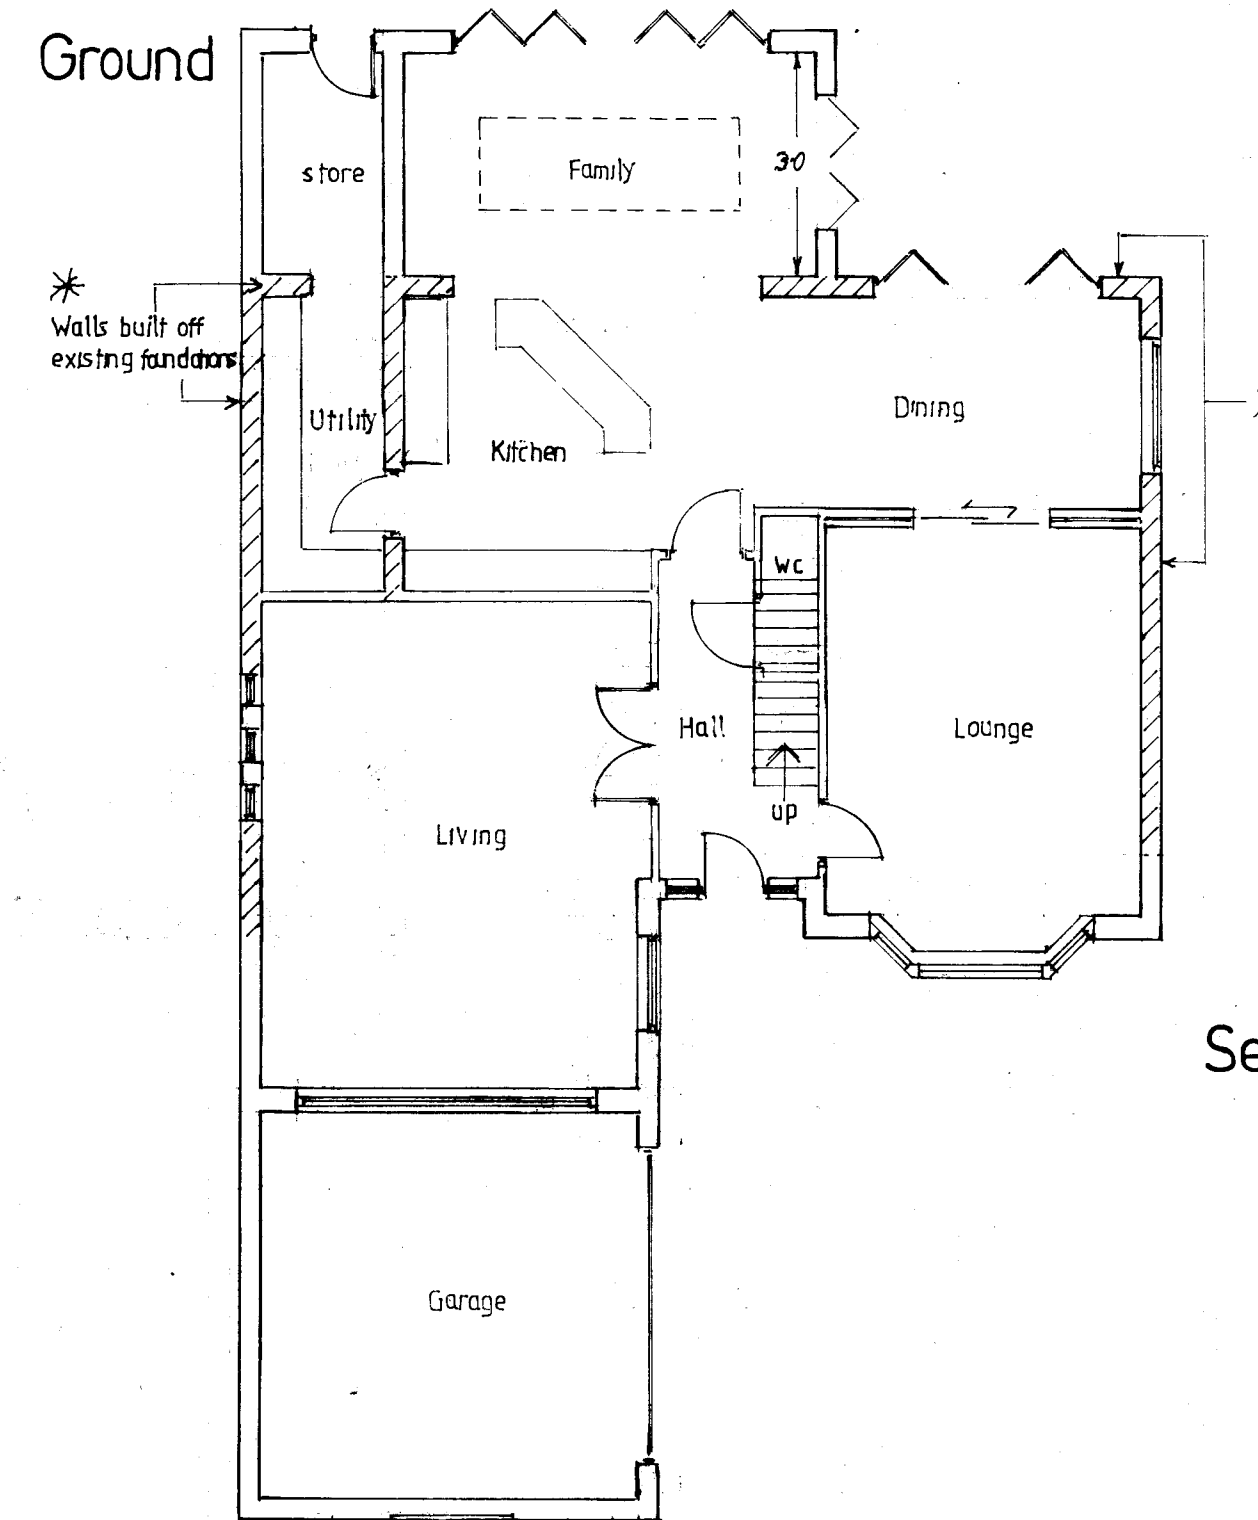 Ground
store
Family
3·0
Walls built off
existing foundations
Utility
Kitchen
Dining
WC
Hall
Lounge
up
Living
Se
Garage